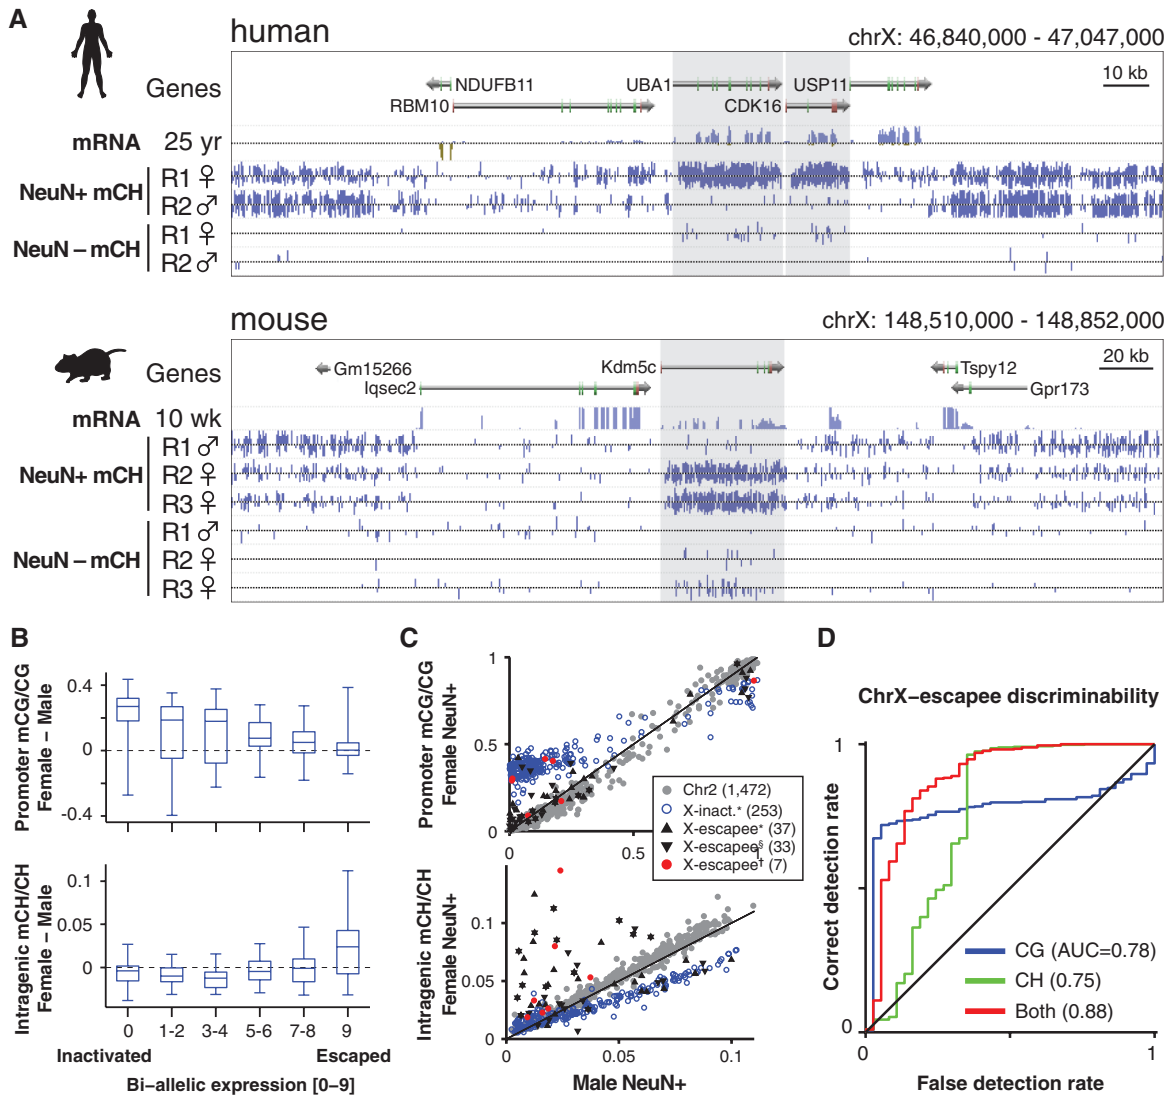 A
human
chrX: 46,840,000 - 47,047,000
Genes
NDUFB11
UBA1
USP11
10 kb
RBM10
CDK16
mRNA 25 yr
NeuN+ mCH
R1 ♀
R2 ♂
NeuN – mCH
R1 ♀
R2 ♂
mouse
chrX: 148,510,000 - 148,852,000
Genes
Gm15266
Kdm5c
Tspy12
20 kb
Iqsec2
Gpr173
mRNA 10 wk
NeuN+ mCH
R1 ♂
R2 ♀
R3 ♀
NeuN – mCH
R1 ♂
R2 ♀
R3 ♀
B
Promoter mCG/CG
Female – Male
0.4
0
-0.4
Intragenic mCH/CH
Female – Male
0.1
0.05
0
0 1-2 3-4 5-6 7-8 9
Inactivated Escaped
Bi–allelic expression [0–9]
C
Promoter mCG/CG
Female NeuN+
1
0.5
0
0 0.5 1
Chr2 (1,472)
X-inact.* (253)
X-escapee* (37)
X-escapee§ (33)
X-escapee† (7)
Intragenic mCH/CH
Female NeuN+
0.1
0.05
0
0 0.05 0.1
Male NeuN+
D
ChrX–escapee discriminability
Correct detection rate
1
0
CG (AUC=0.78)
CH (0.75)
Both (0.88)
0 1
False detection rate